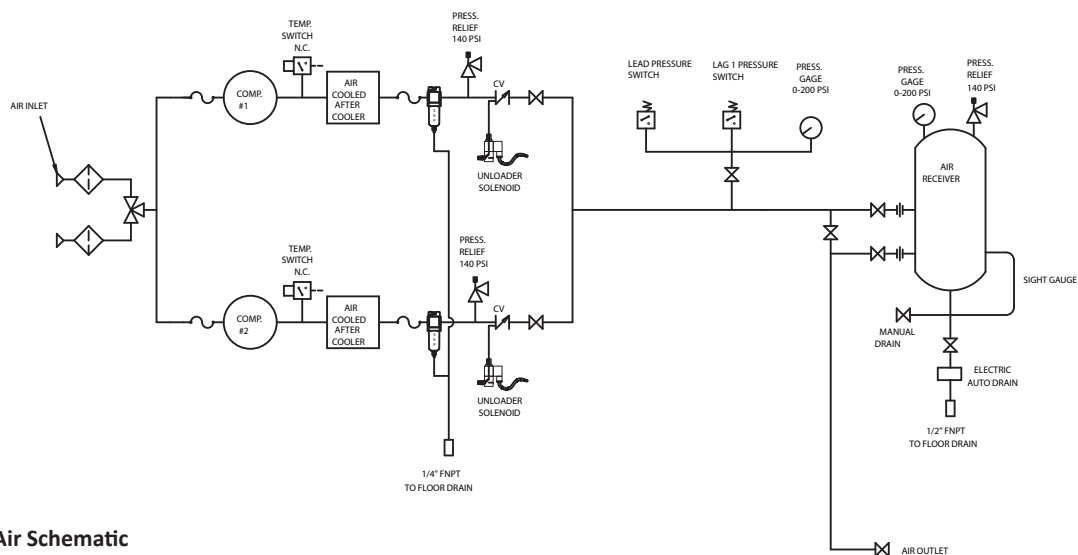 AIR INLET
TEMP.
SWITCH
N.C.
COMP.
#1
AIR
COOLED
AFTER
COOLER
PRESS.
RELIEF
140 PSI
CV
UNLOADER
SOLENOID
TEMP.
SWITCH
N.C.
COMP.
#2
AIR
COOLED
AFTER
COOLER
PRESS.
RELIEF
140 PSI
CV
UNLOADER
SOLENOID
1/4" FNPT
TO FLOOR DRAIN
LEAD PRESSURE
SWITCH
LAG 1 PRESSURE
SWITCH
PRESS.
GAGE
0-200 PSI
PRESS.
GAGE
0-200 PSI
PRESS.
RELIEF
140 PSI
AIR
RECEIVER
SIGHT GAUGE
MANUAL
DRAIN
ELECTRIC
AUTO DRAIN
1/2" FNPT
TO FLOOR DRAIN
AIR OUTLET
Air Schematic